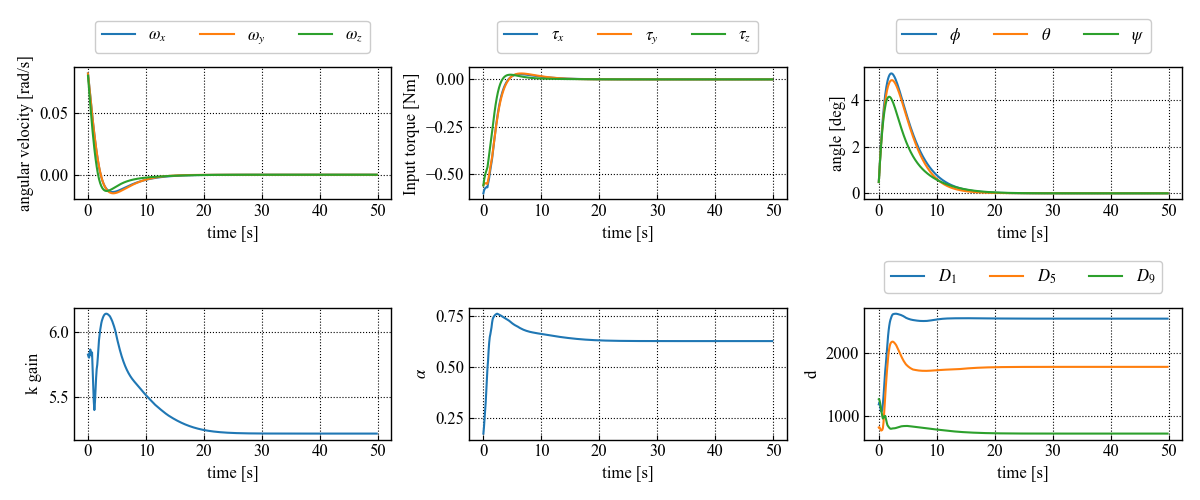 ωx ωy ωz
angular velocity [rad/s]
0.05
0.00
0 10 20 30 40 50
time [s]
τx τy τz
Input torque [Nm]
0.00
−0.25
−0.50
0 10 20 30 40 50
time [s]
ϕ θ ψ
angle [deg]
4
2
0
0 10 20 30 40 50
time [s]
k gain
6.0
5.5
0 10 20 30 40 50
time [s]
α
0.75
0.50
0.25
0 10 20 30 40 50
time [s]
D1 D5 D9
d
2000
1000
0 10 20 30 40 50
time [s]